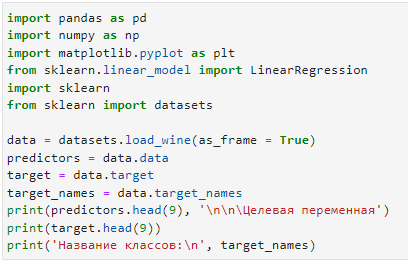 import pandas as pd
import numpy as np
import matplotlib.pyplot as plt
from sklearn.linear_model import LinearRegression
import sklearn
from sklearn import datasets

data = datasets.load_wine(as_frame = True)
predictors = data.data
target = data.target
target_names = data.target_names
print(predictors.head(9), '\n\n\Целевая переменная')
print(target.head(9))
print('Название классов:\n', target_names)